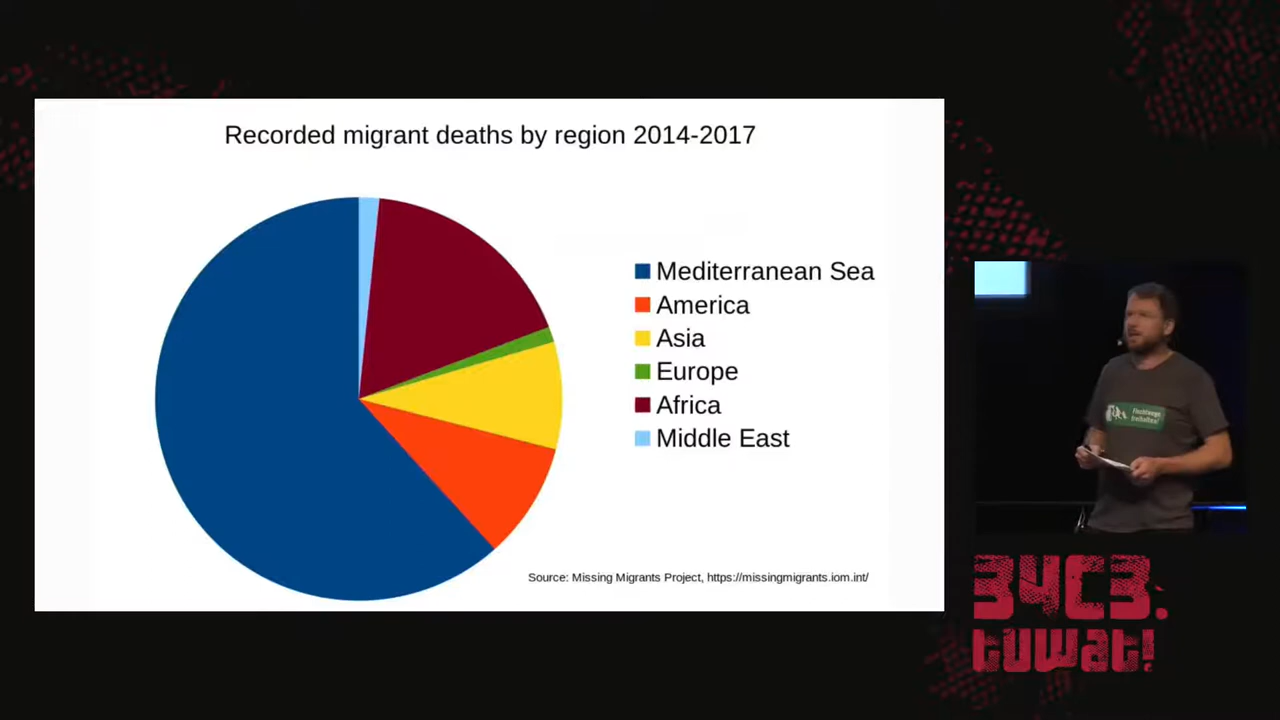 Recorded migrant deaths by region 2014-2017
Mediterranean Sea
America
Asia
Europe
Africa
Middle East
Source: Missing Migrants Project, https://missingmigrants.iom.int/
34C3.
tuwat!